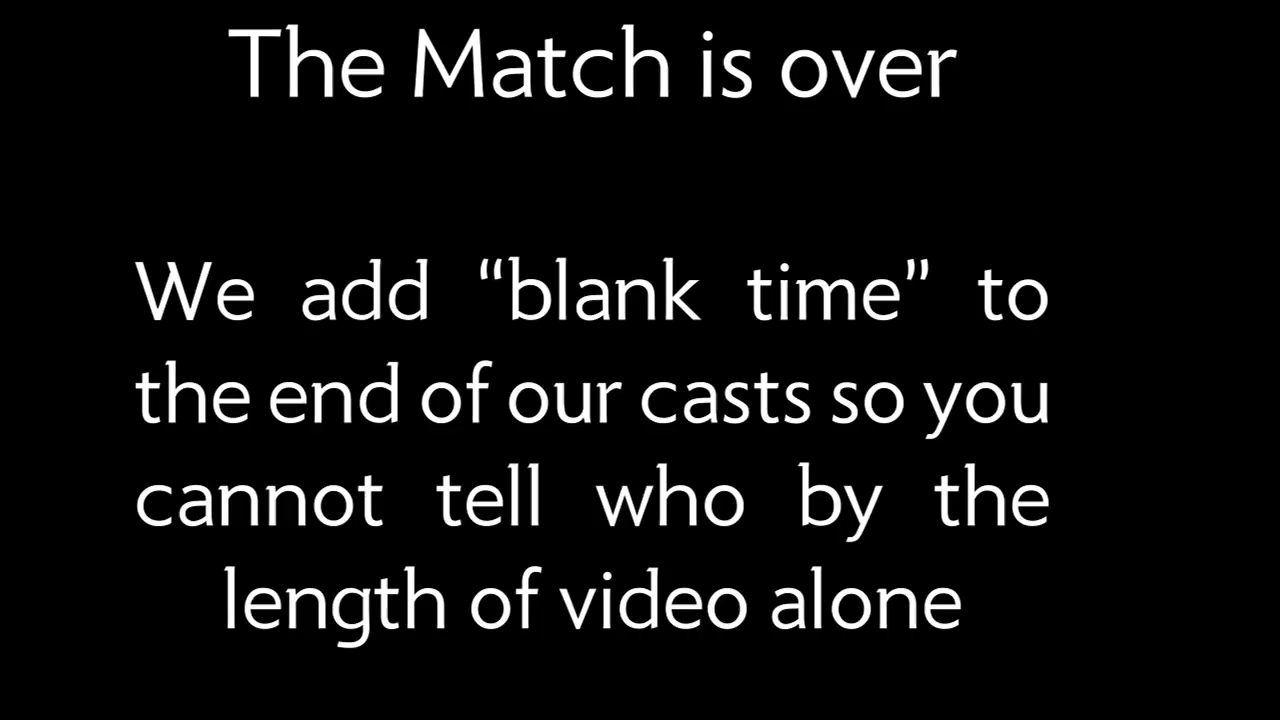 The Match is over
We add “blank time” to
the end of our casts so you
cannot tell who by the
length of video alone